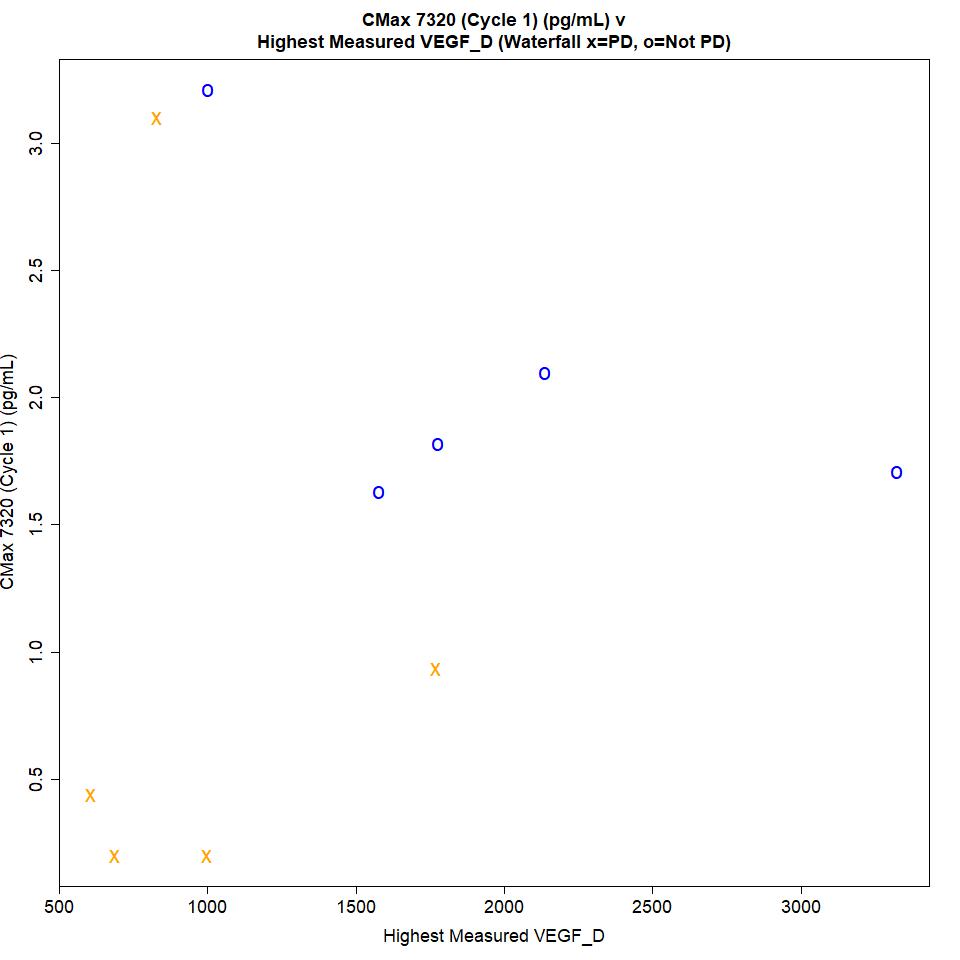 CMax 7320 (Cycle 1) (pg/mL) v
Highest Measured VEGF_D (Waterfall x=PD, o=Not PD)
CMax 7320 (Cycle 1) (pg/mL)
3.0
2.5
2.0
1.5
1.0
0.5
O
X
O
O
O
O
X
X
X
X
500 1000 1500 2000 2500 3000
Highest Measured VEGF_D